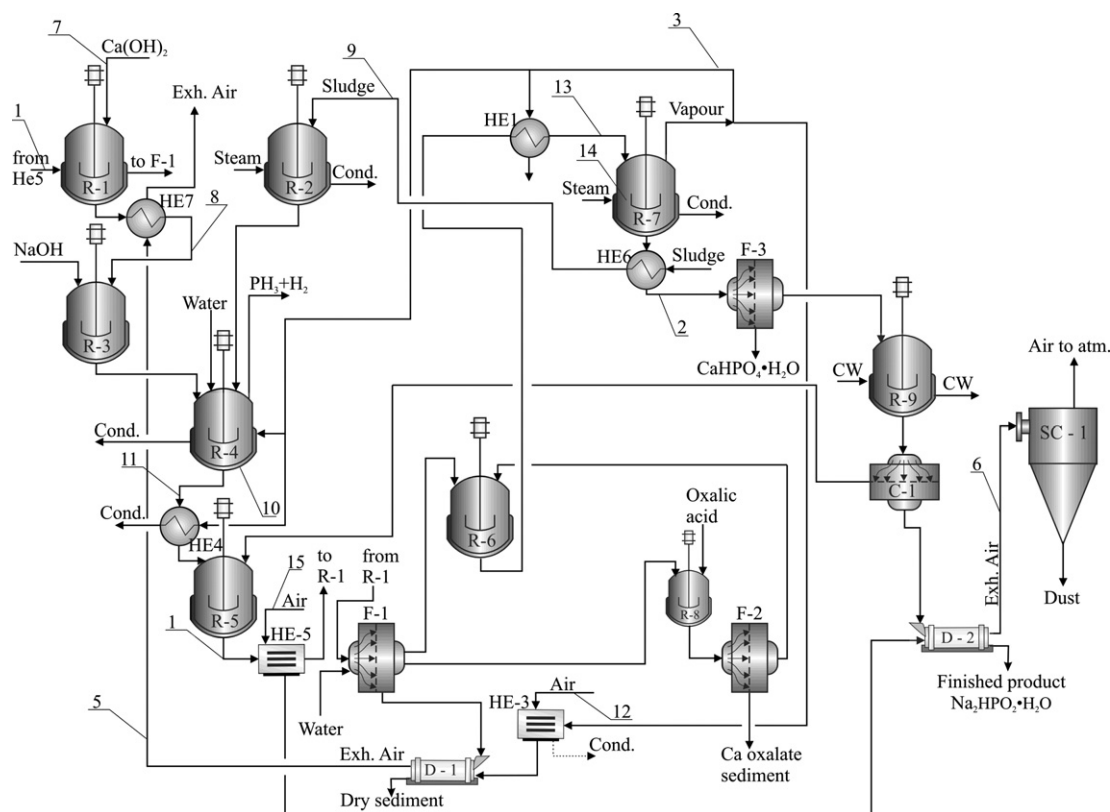 7
Ca(OH)₂
1
from
He5
to F-1
R-1
Exh. Air
HE7
8
9
Sludge
Steam
R-2
Cond.
3
HE1
13
Vapour
14
Steam
R-7
Cond.
HE6
Sludge
2
F-3
CaHPO₄•H₂O
NaOH
R-3
Water
PH₃+H₂
R-4
Cond.
10
11
Cond.
HE4
R-5
1
15
Air
HE-5
to
R-1
from
R-1
F-1
Water
R-6
Oxalic
acid
R-8
F-2
Ca oxalate
sediment
CW
R-9
CW
C-1
6
Exh. Air
Air to atm.
SC - 1
Dust
D - 2
Finished product
Na₂HPO₂•H₂O
5
Exh. Air
D - 1
Dry sediment
HE-3
Air
12
Cond.